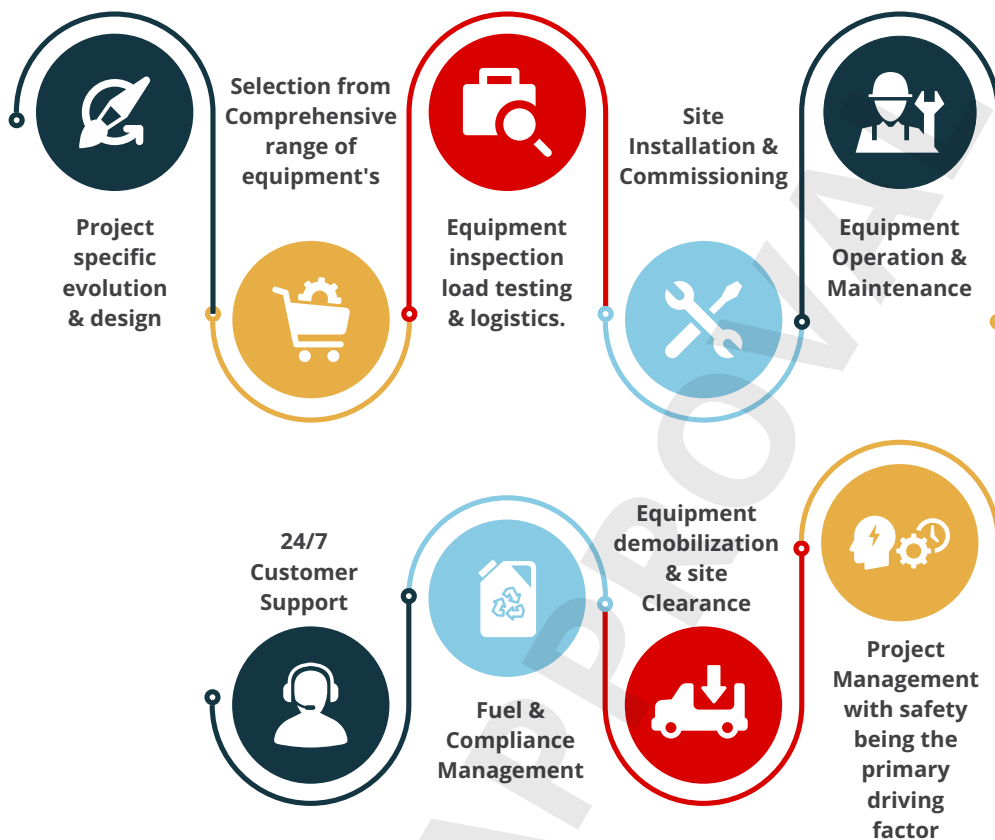 Project
specific
evolution
& design
Selection from
Comprehensive
range of
equipment's
Equipment
inspection
load testing
& logistics.
Site
Installation &
Commissioning
Equipment
Operation &
Maintenance
24/7
Customer
Support
Fuel &
Compliance
Management
Equipment
demobilization
& site
Clearance
Project
Management
with safety
being the
primary
driving
factor
APPROVAL